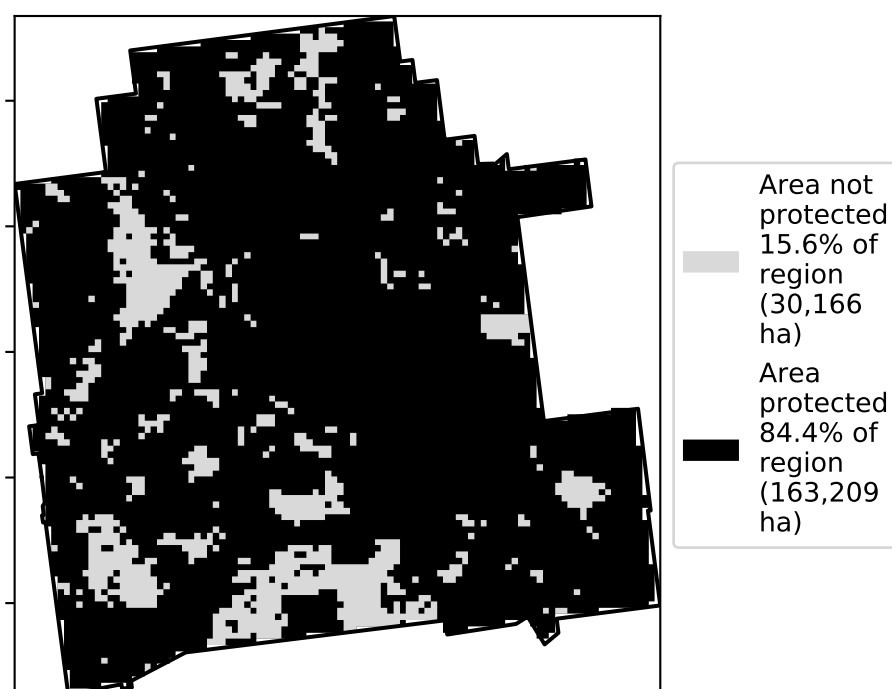 Area not
protected
15.6% of
region
(30,166
ha)
Area
protected
84.4% of
region
(163,209
ha)